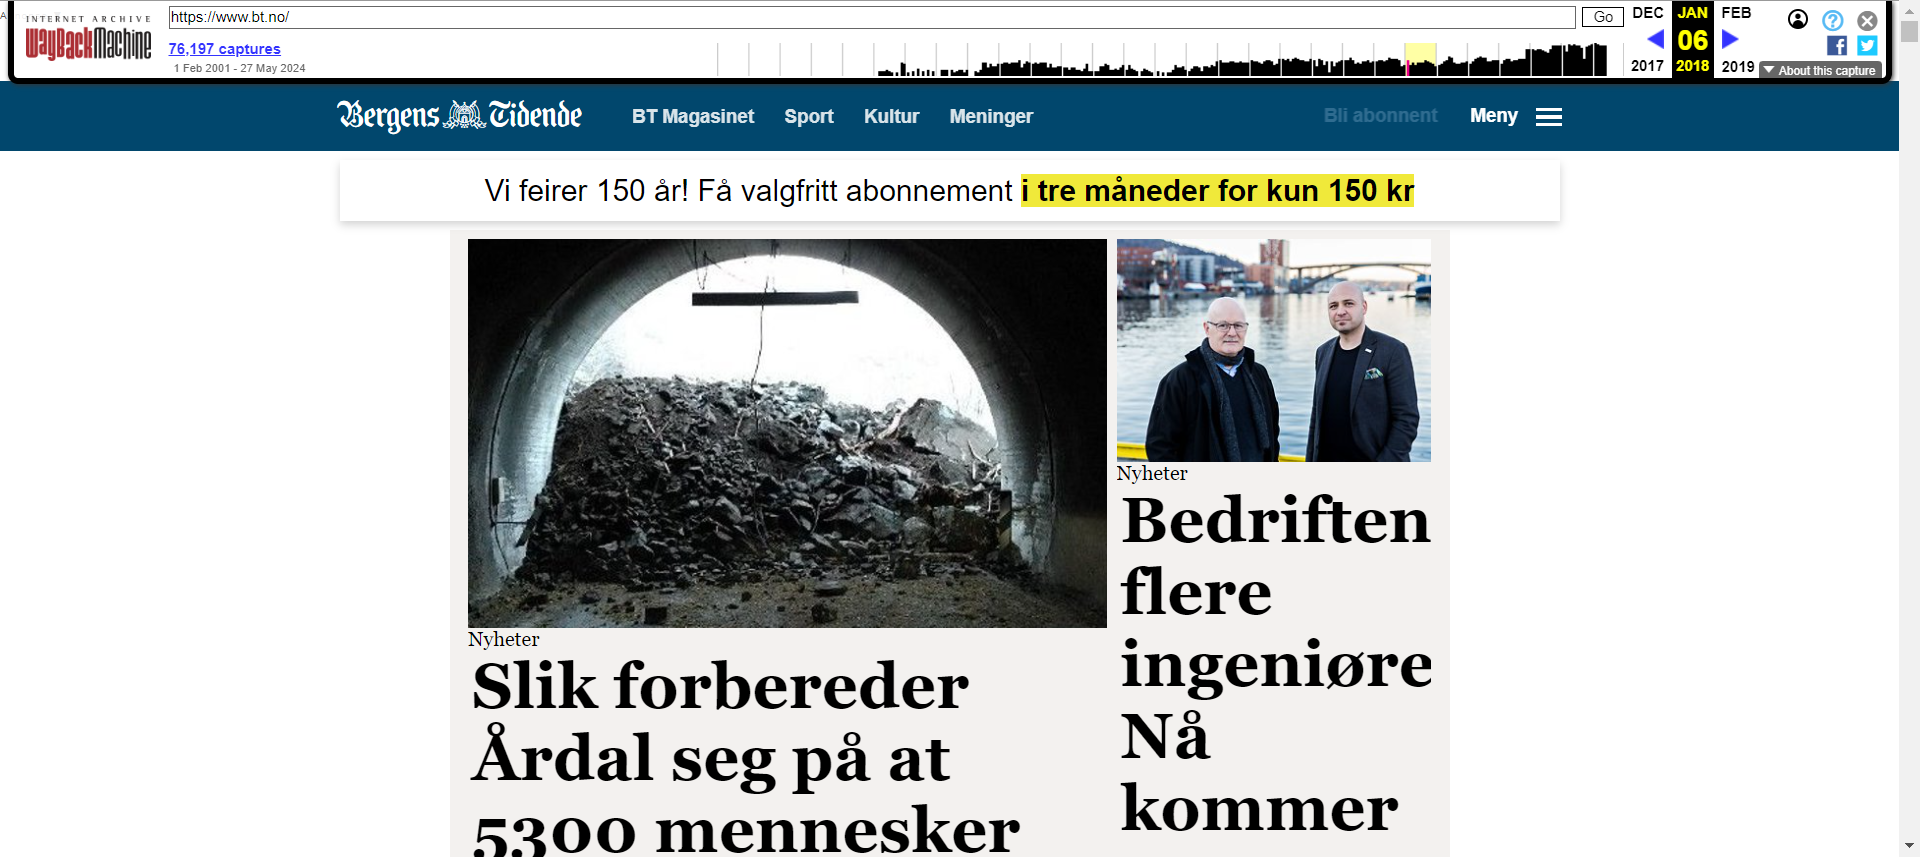 INTERNET ARCHIVE
WayBackMachine
https://www.bt.no/
Go
76,197 captures
1 Feb 2001 - 27 May 2024
DEC JAN FEB
06
2017 2018 2019
About this capture
Bergens Tidende
BT Magasinet Sport Kultur Meninger
Bli abonnent Meny
Vi feirer 150 år! Få valgfritt abonnement i tre måneder for kun 150 kr
Nyheter
Slik forbereder
Årdal seg på at
5300 mennesker
Nyheter
Bedriften
flere
ingeniøre
Nå
kommer